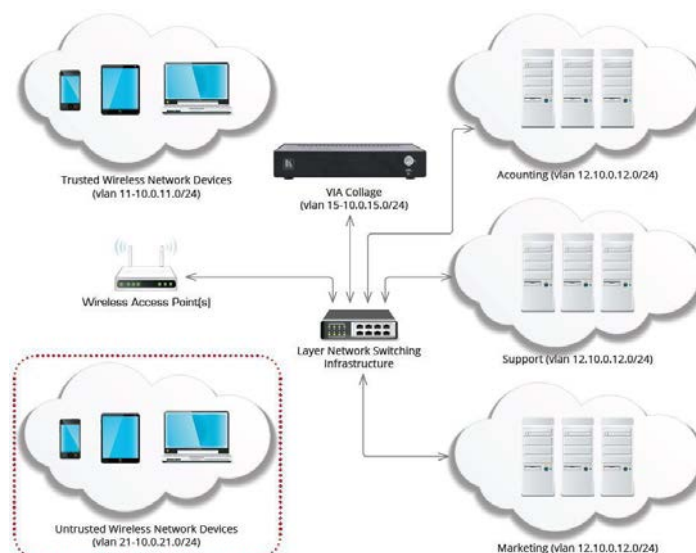 Trusted Wireless Network Devices
(vlan 11-10.0.11.0/24)
VIA Collage
(vlan 15-10.0.15.0/24)
Acounting (vlan 12.10.0.12.0/24)
Wireless Access Point(s)
Layer Network Switching
Infrastructure
Support (vlan 12.10.0.12.0/24)
Untrusted Wireless Network Devices
(vlan 21-10.0.21.0/24)
Marketing (vlan 12.10.0.12.0/24)